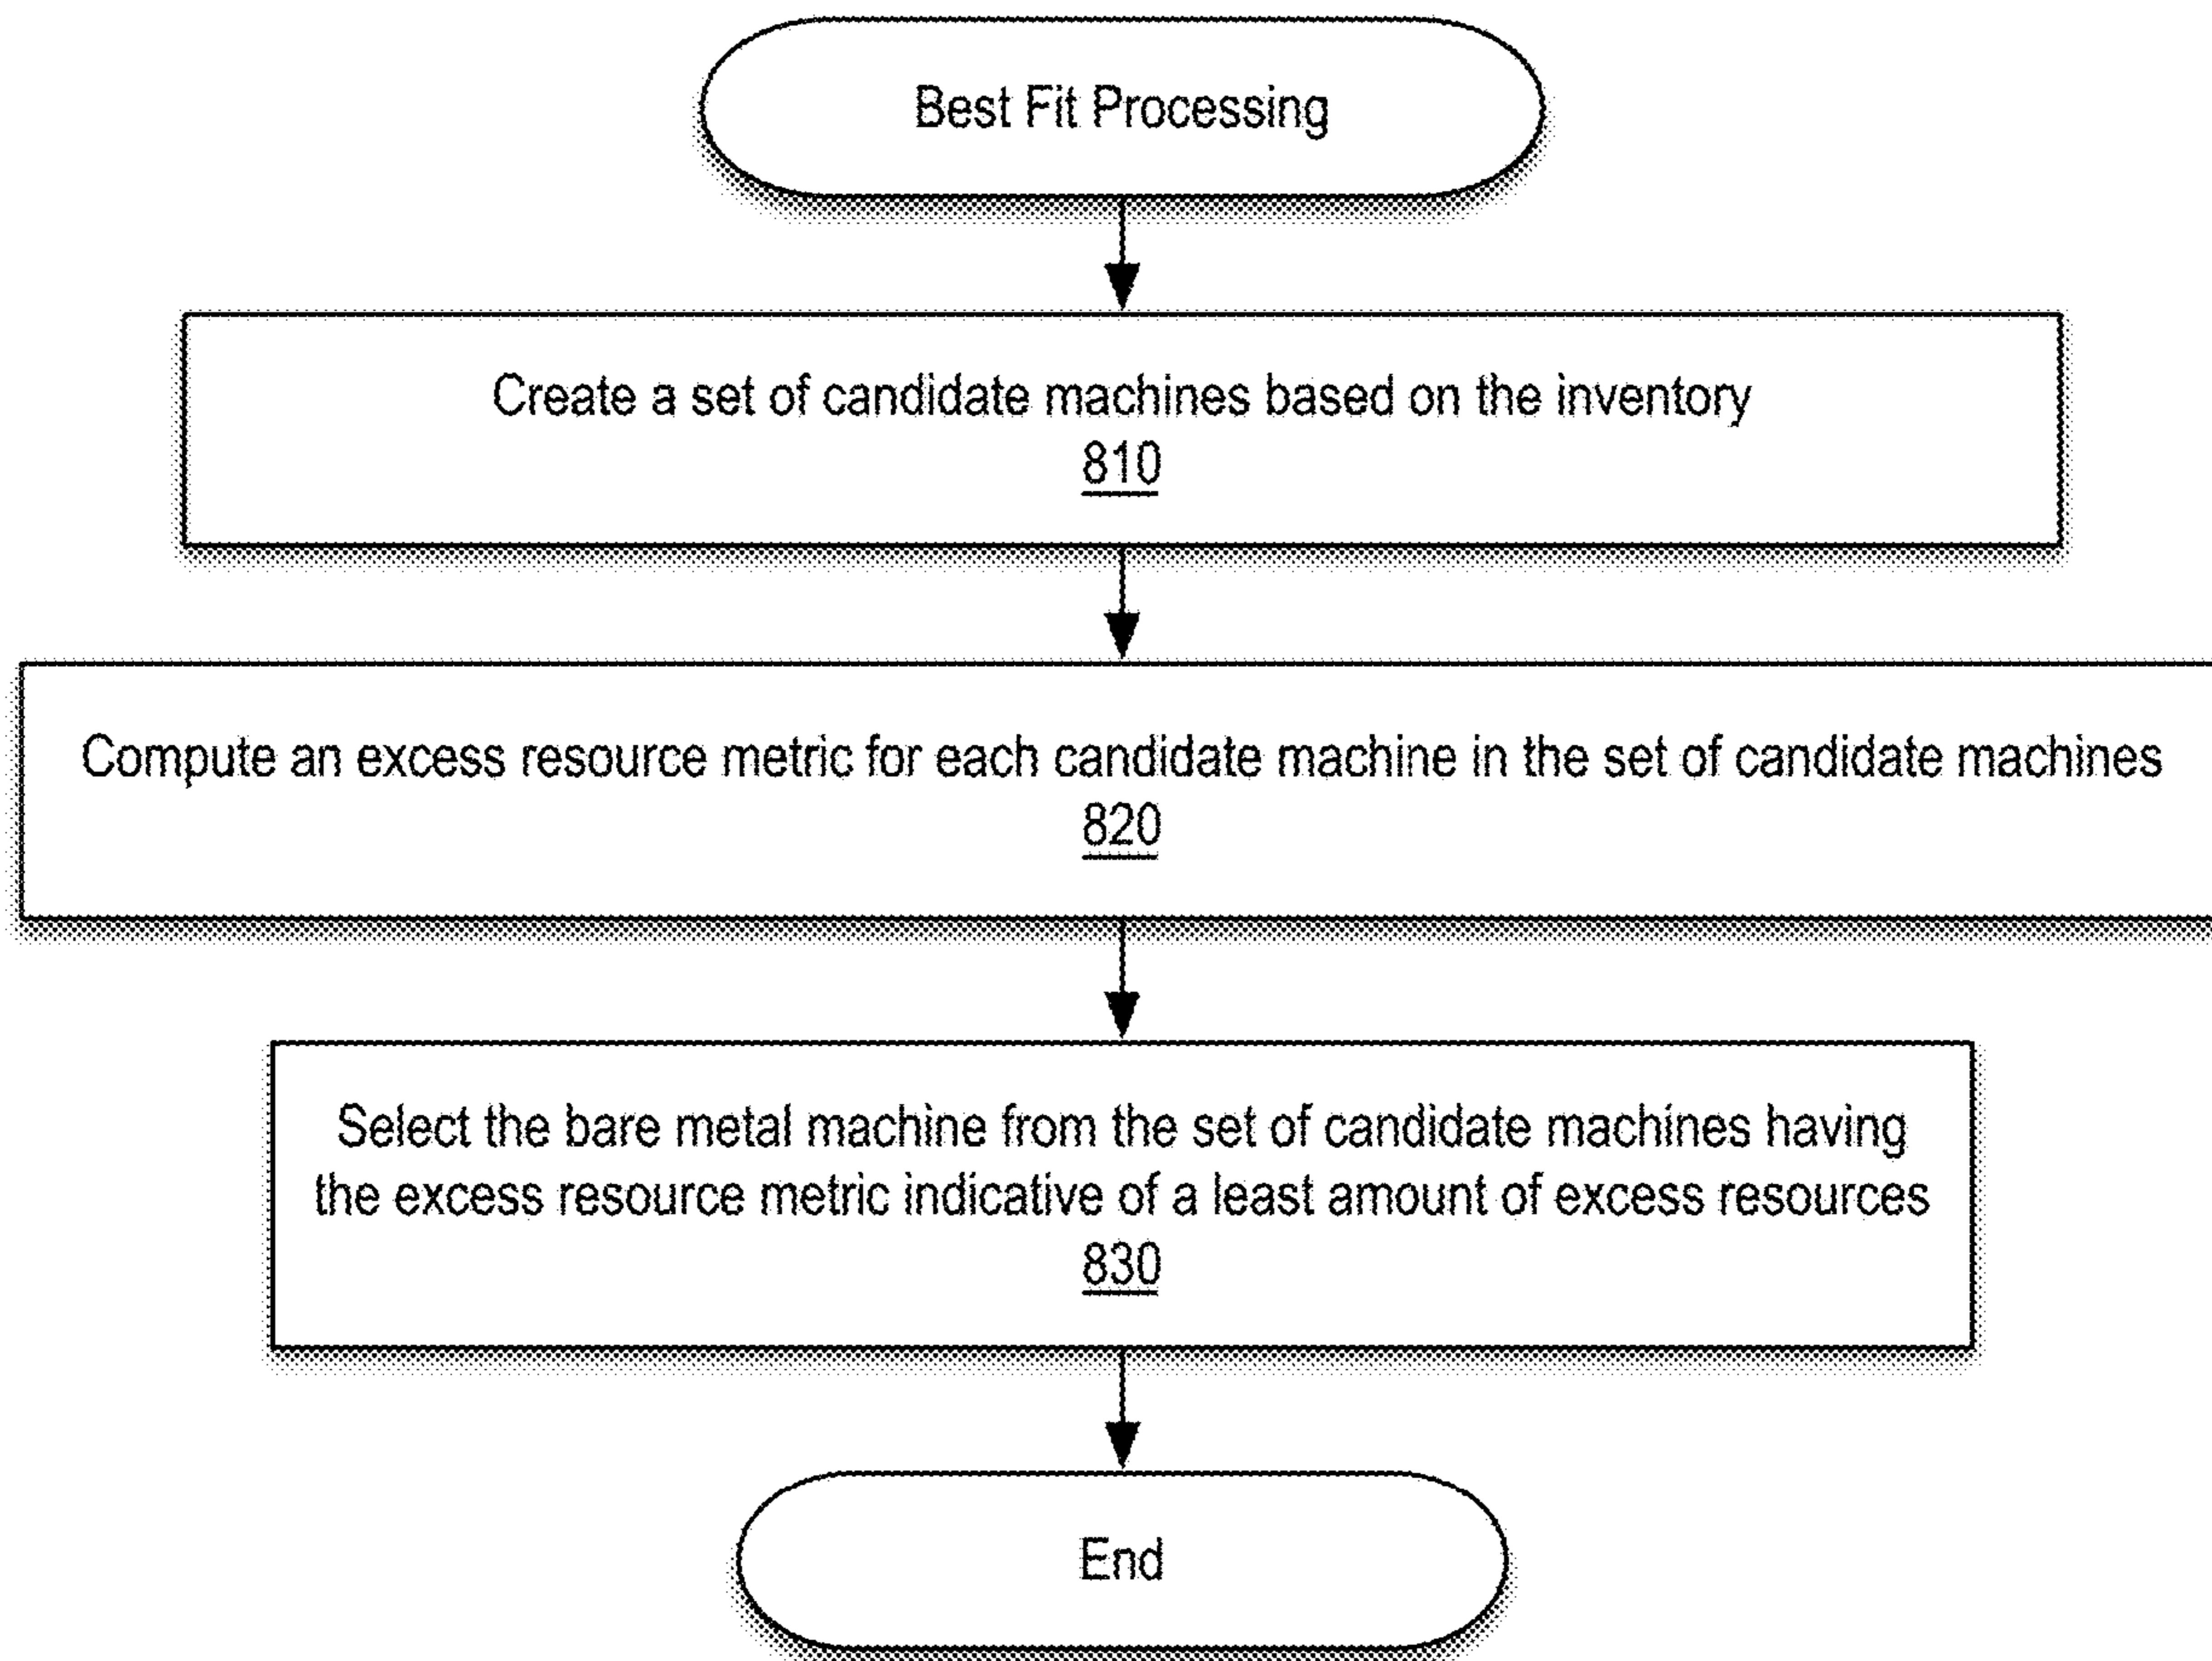 Best Fit Processing
Create a set of candidate machines based on the inventory
810
Compute an excess resource metric for each candidate machine in the set of candidate machines
820
Select the bare metal machine from the set of candidate machines having
the excess resource metric indicative of a least amount of excess resources
830
End